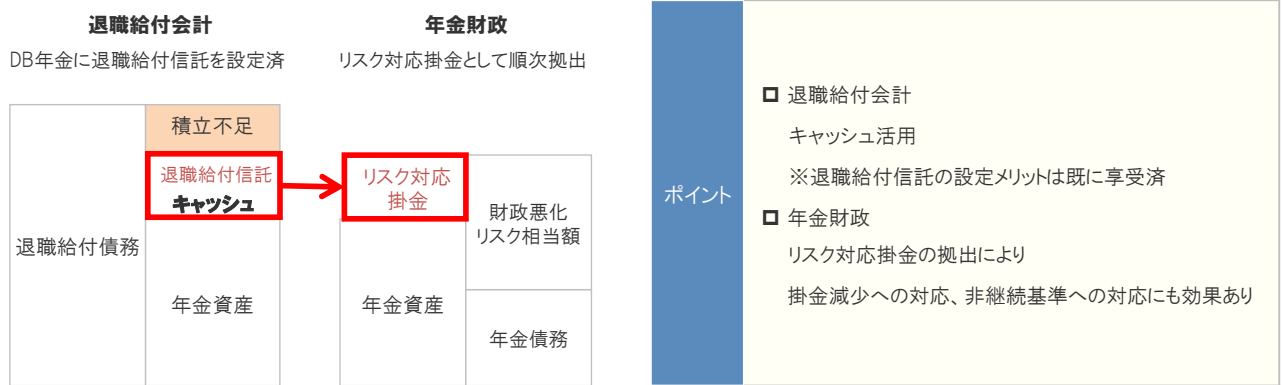 退職給付会計
DB年金に退職給付信託を設定済
退職給付債務
積立不足
退職給付信託
キャッシュ
年金資産
年金財政
リスク対応掛金として順次拠出
リスク対応
掛金
年金資産
財政悪化
リスク相当額
年金債務
ポイント
退職給付会計
キャッシュ活用
※退職給付信託の設定メリットは既に享受済
年金財政
リスク対応掛金の拠出により
掛金減少への対応、非継続基準への対応にも効果あり